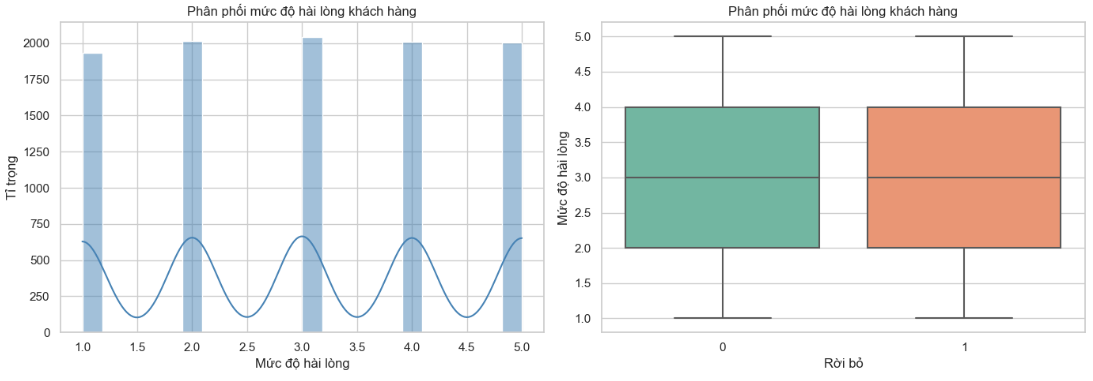 Phân phối mức độ hài lòng khách hàng
2000
1750
1500
1250
1000
750
500
250
0
Tỉ trọng
1.0 1.5 2.0 2.5 3.0 3.5 4.0 4.5 5.0
Mức độ hài lòng
Phân phối mức độ hài lòng khách hàng
5.0
4.5
4.0
3.5
3.0
2.5
2.0
1.5
1.0
Mức độ hài lòng
0 1
Rời bỏ